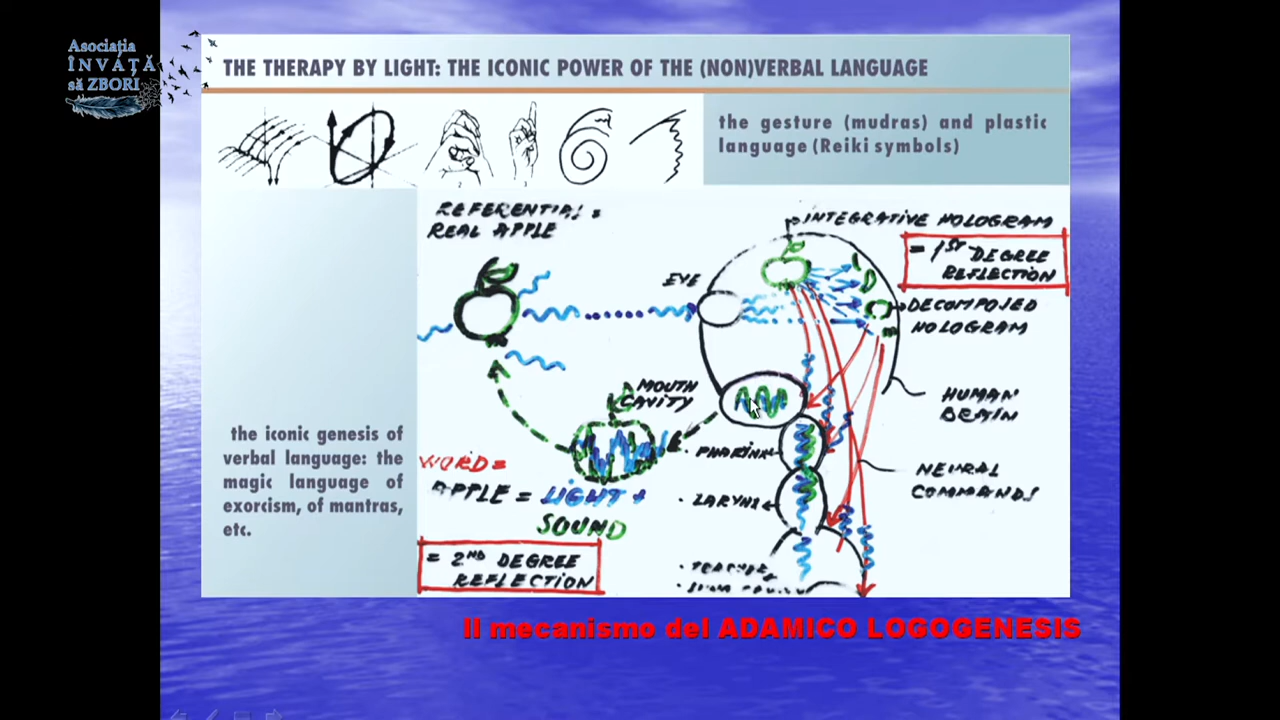 Asociația
ÎNVAȚĂ
să ZBORI
THE THERAPY BY LIGHT: THE ICONIC POWER OF THE (NON)VERBAL LANGUAGE
the gesture (mudras) and plastic
language (Reiki symbols)
REFERENTIAL =
REAL APPLE
INTEGRATIVE HOLOGRAM
= 1ST DEGREE
REFLECTION
EYE
DECOMPOSED
HOLOGRAM
HUMAN
BRAIN
MOUTH
CAVITY
the iconic genesis of
verbal language: the
magic language of
exorcism, of mantras,
etc.
WORD =
APPLE = LIGHT +
SOUND
PHARINX
NEURAL
COMMANDS
LARYNX
= 2ND DEGREE
REFLECTION
Il mecanismo del ADAMICO LOGOGENESIS